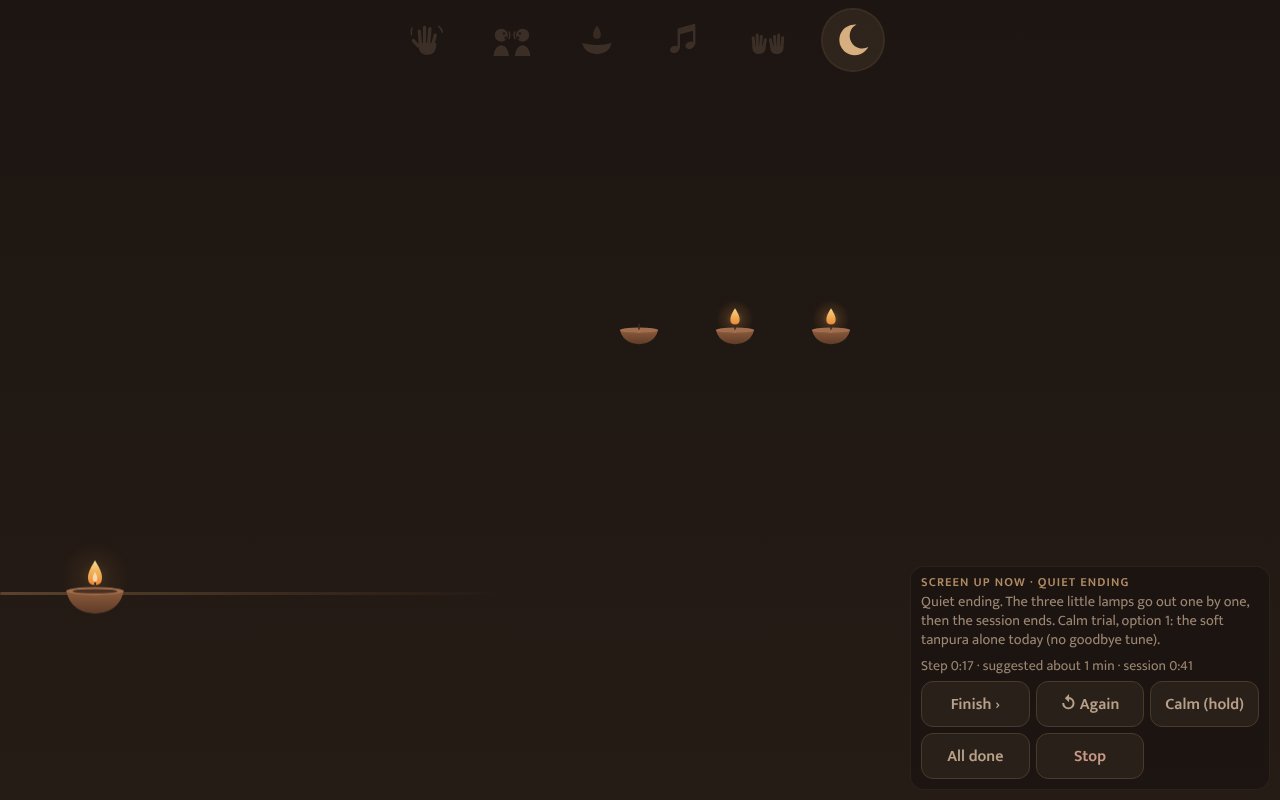 SCREEN UP NOW · QUIET ENDING
Quiet ending. The three little lamps go out one by one,
then the session ends. Calm trial, option 1: the soft
tanpura alone today (no goodbye tune).
Step 0:17 · suggested about 1 min · session 0:41
Finish ›
Again
Calm (hold)
All done
Stop